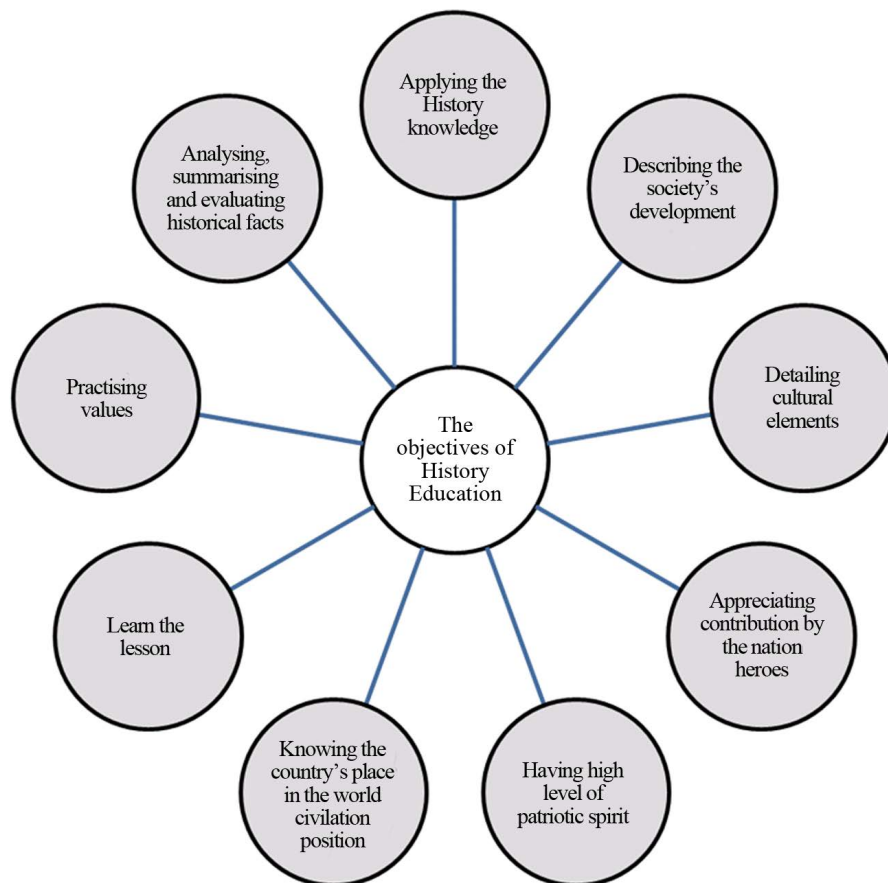 Applying the
History
knowledge
Describing the
society's
development
Detailing
cultural
elements
Appreciating
contribution by
the nation
heroes
Having high
level of
patriotic spirit
Knowing the
country's place
in the world
civilation
position
Learn the
lesson
Practising
values
Analysing,
summarising
and evaluating
historical facts
The
objectives of
History
Education